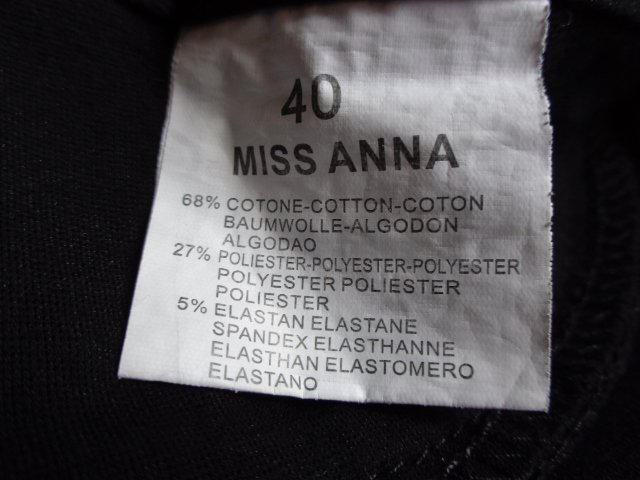 40
MISS ANNA
68% COTONE-COTTON-COTON
BAUMWOLLE-ALGODON
ALGODAO
27% POLIESTER-POLYESTER-POLYESTER
POLYESTER POLIESTER
POLIESTER
5% ELASTAN ELASTANE
SPANDEX ELASTHANNE
ELASTHAN ELASTOMERO
ELASTANO